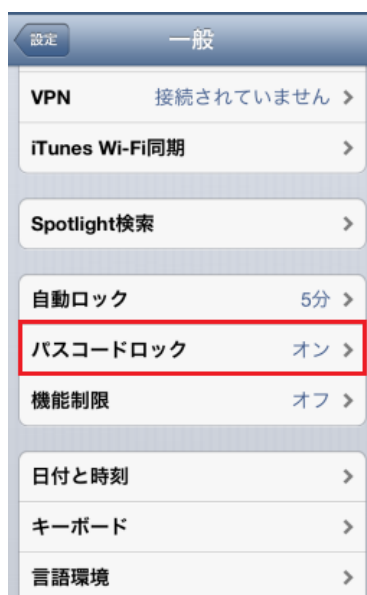 設定
一般
VPN 接続されていません
iTunes Wi-Fi同期
Spotlight検索
自動ロック 5分
パスコードロック オン
機能制限 オフ
日付と時刻
キーボード
言語環境